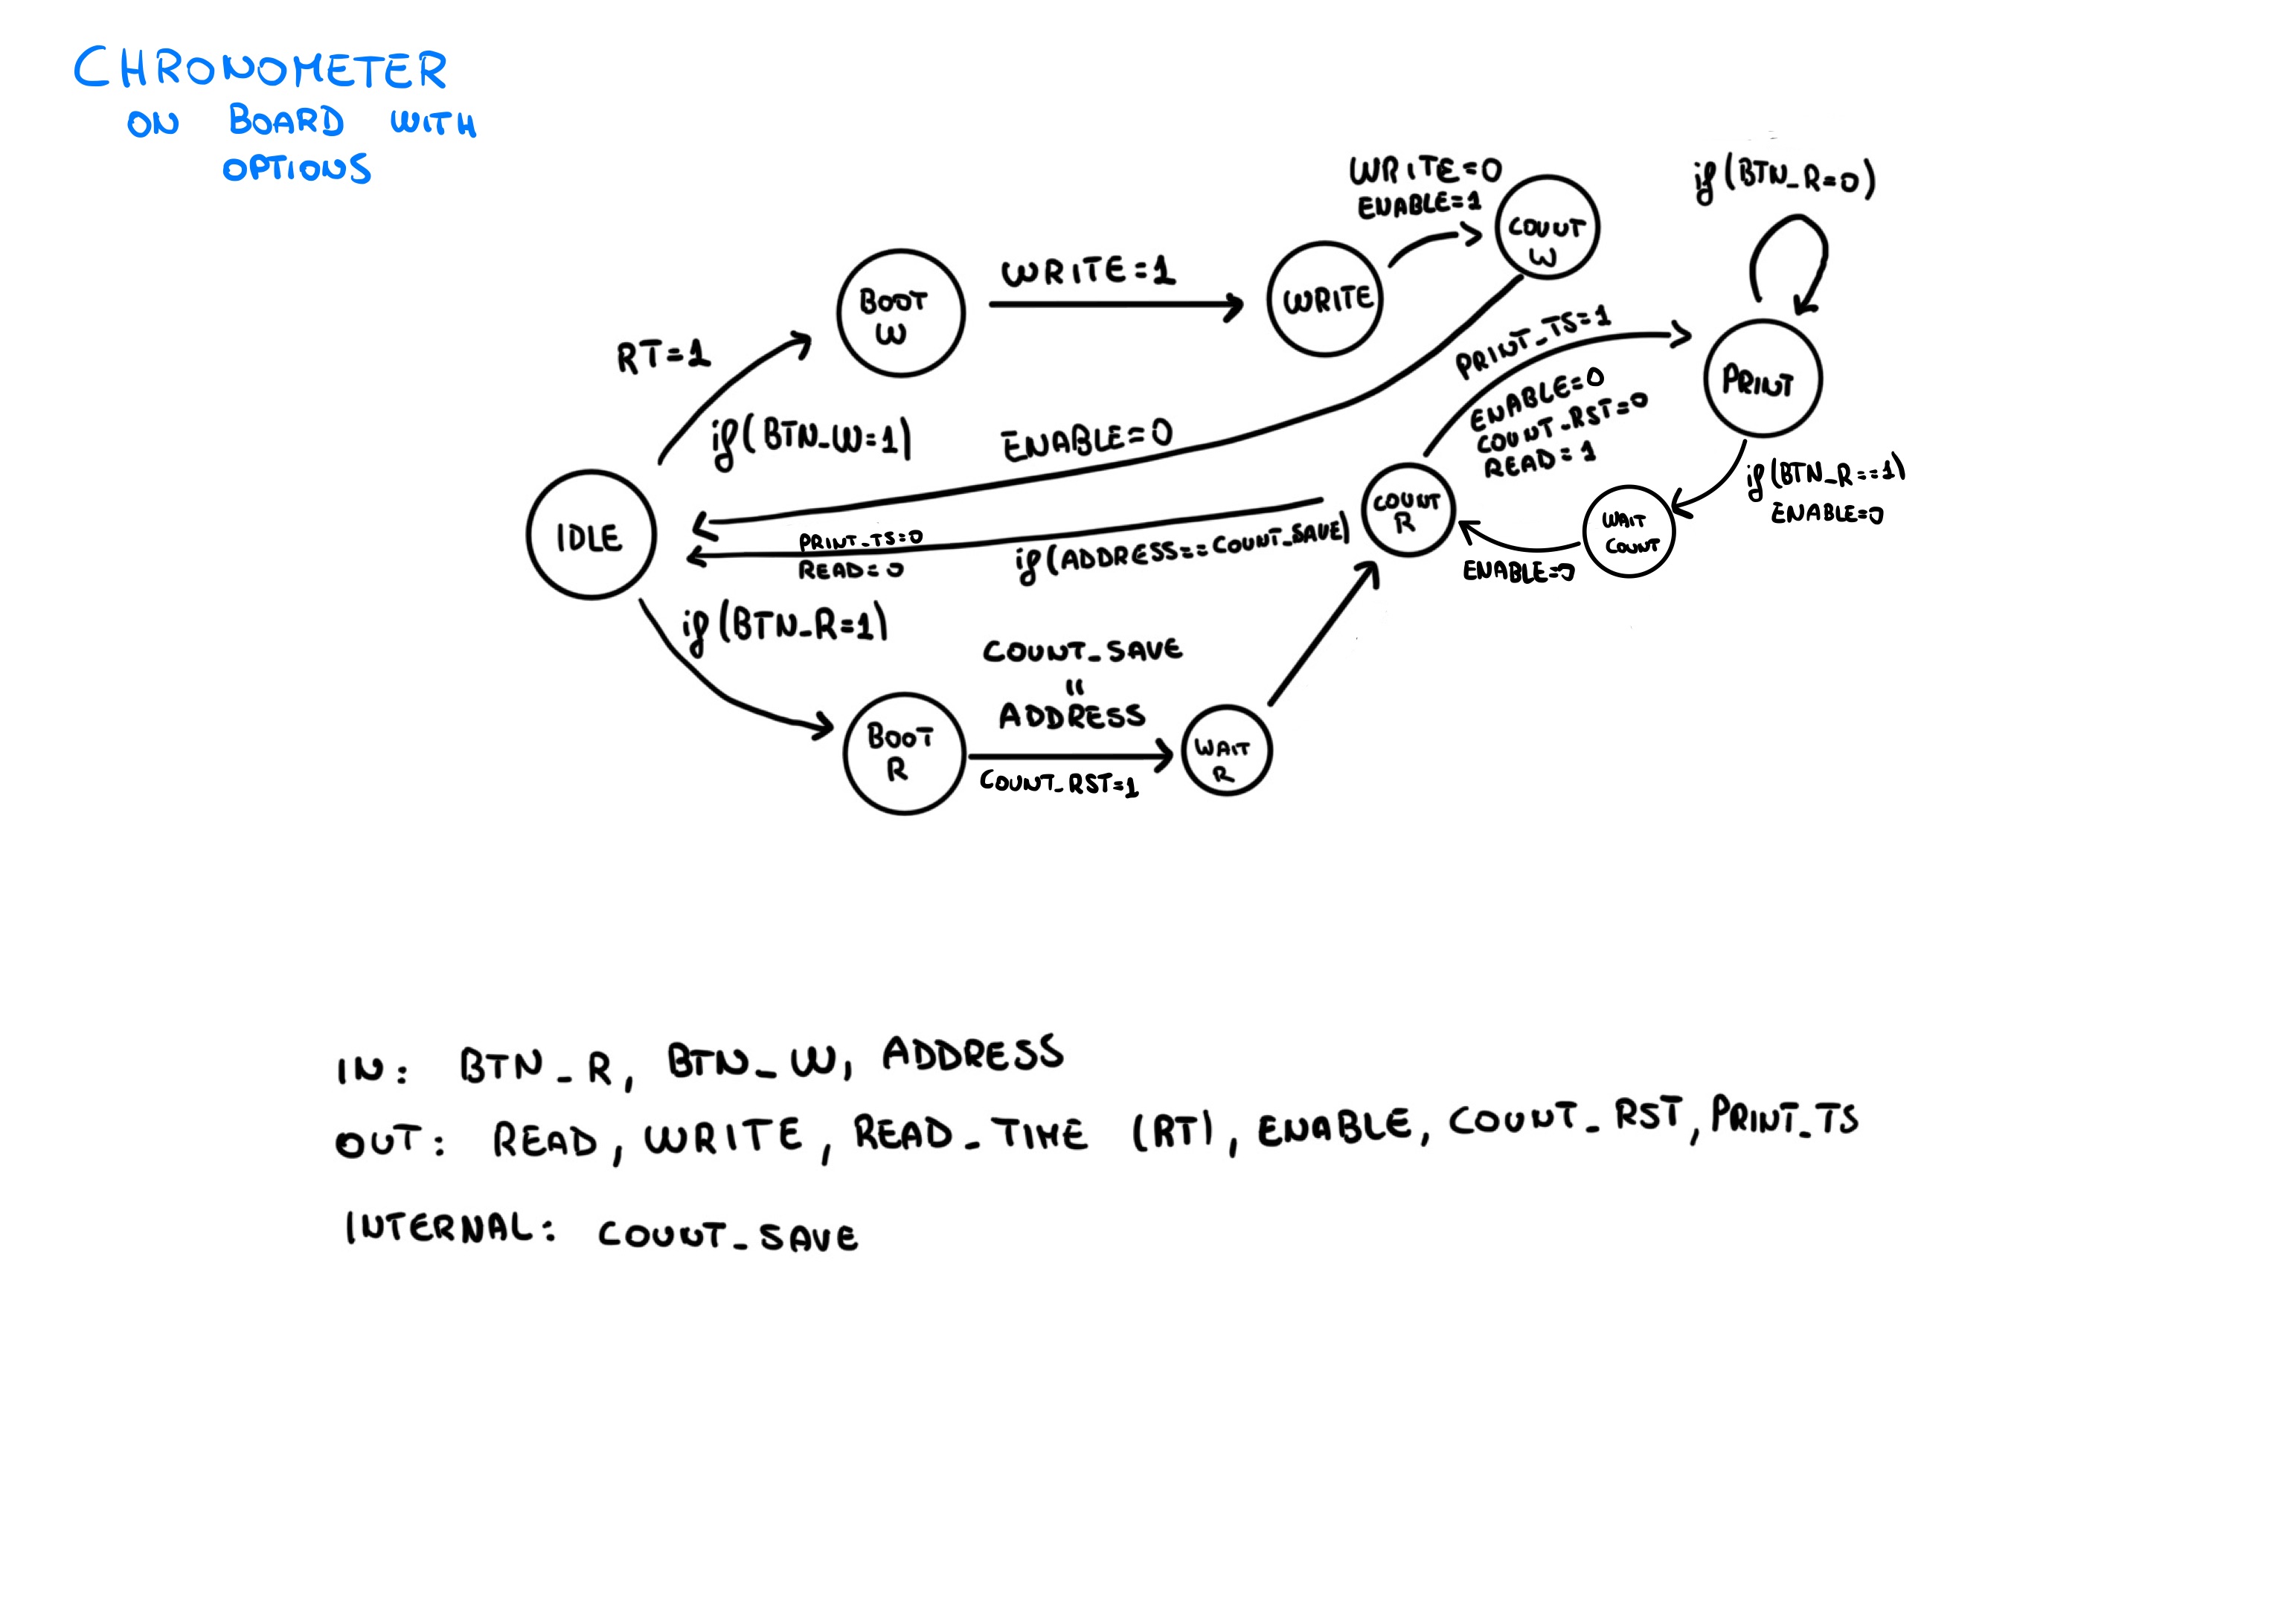 CHRONOMETER
ON BOARD WITH
OPTIONS
WRITE=0
ENABLE=1
COUNT
W
if(BTN_R=0)
BOOT
W
WRITE=1
WRITE
RT=1
if(BTN_W=1)
ENABLE=0
PRINT_TS=1
ENABLE=0
COUNT_RST=0
READ=1
PRINT
if(BTN_R==1)
ENABLE=0
IDLE
PRINT_TS=0
READ=0
if(ADDRESS==COUNT_SAVE)
COUNT
R
WAIT
COUNT
ENABLE=0
if(BTN_R=1)
COUNT_SAVE
=
ADDRESS
BOOT
R
COUNT_RST=1
WAIT
R
IN: BTN_R, BTN_W, ADDRESS
OUT: READ, WRITE, READ_TIME (RT), ENABLE, COUNT_RST, PRINT_TS
INTERNAL: COUNT_SAVE